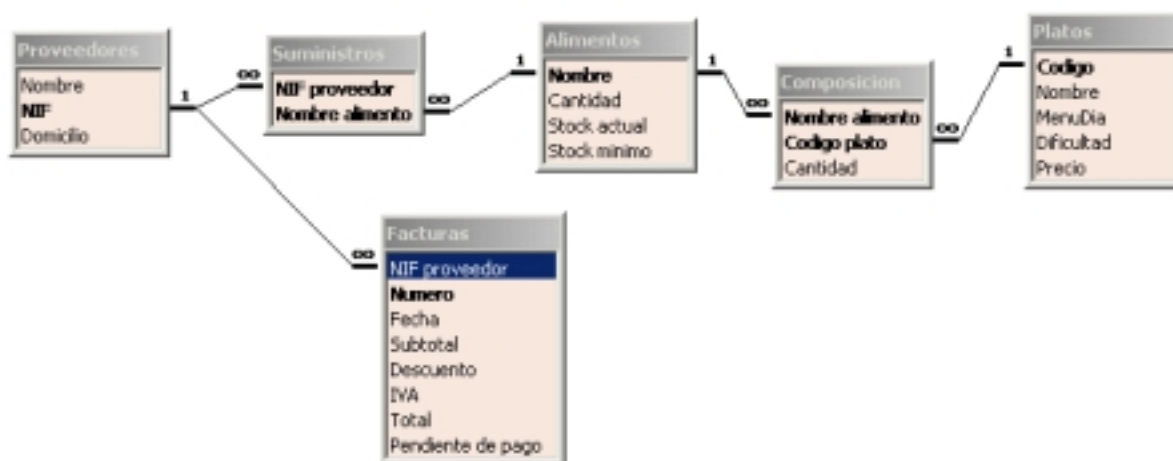 Proveedores
Nombre
NIF
Domicilio
1
∞
Suministros
NIF proveedor
Nombre alimento
∞
1
Alimentos
Nombre
Cantidad
Stock actual
Stock minimo
1
∞
Composicion
Nombre alimento
Codigo plato
Cantidad
∞
1
Platos
Codigo
Nombre
MenuDia
Dificultad
Precio
∞
Facturas
NIF proveedor
Numero
Fecha
Subtotal
Descuento
IVA
Total
Pendiente de pago